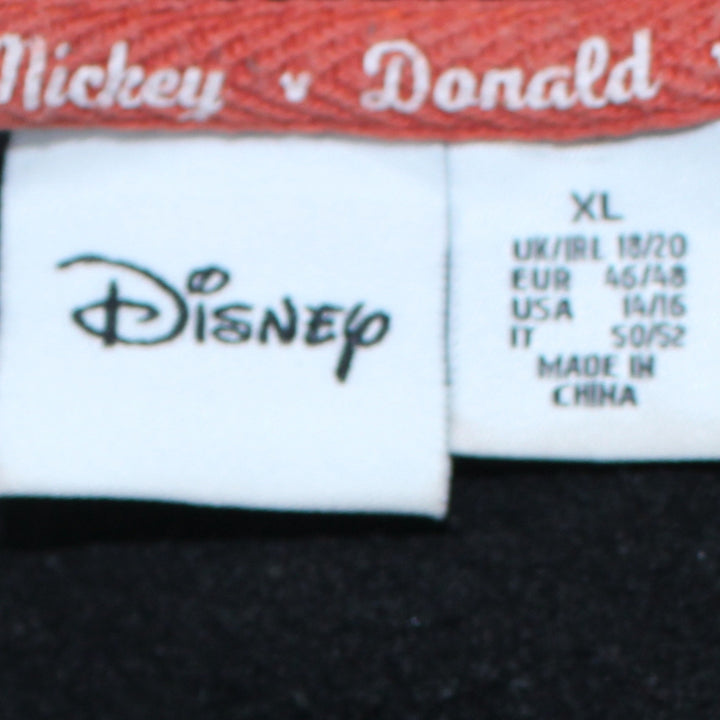 Mickey v Donald
DISNEY
XL
UK/IRL 18/20
EUR 46/48
USA 14/16
IT 50/52
MADE IN
CHINA